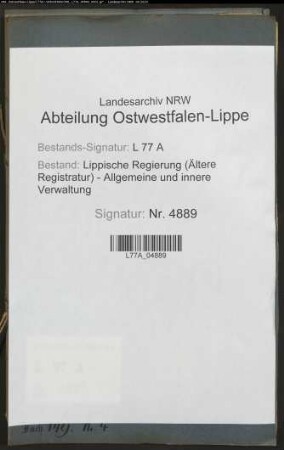 Landesarchiv NRW
Abteilung Ostwestfalen-Lippe
Bestands-Signatur: L 77 A
Bestand: Lippische Regierung (Ältere
Registratur) - Allgemeine und innere
Verwaltung
Signatur: Nr. 4889
L77A_04889